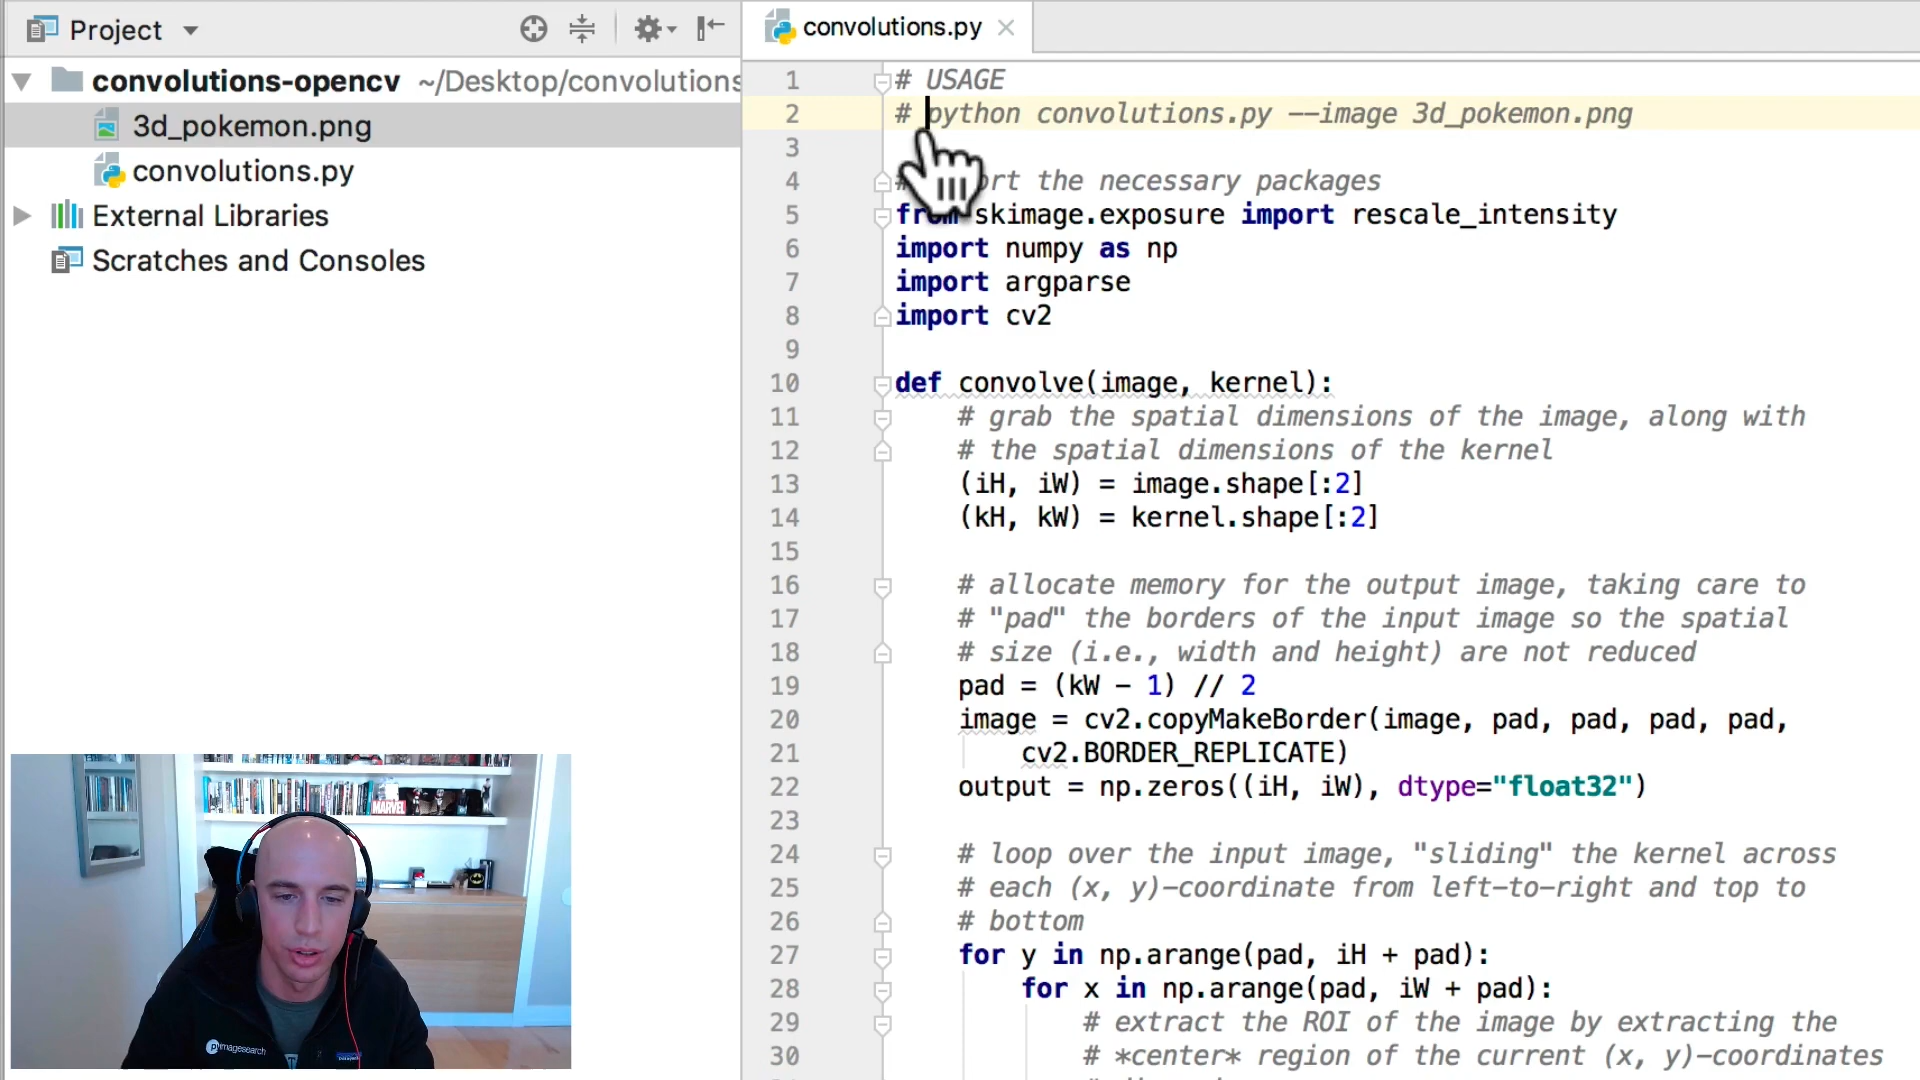 Project
convolutions.py
convolutions-opencv ~/Desktop/convolutions
3d_pokemon.png
convolutions.py
External Libraries
Scratches and Consoles
1 # USAGE
2 # python convolutions.py --image 3d_pokemon.png
3
4 # ort the necessary packages
5 from skimage.exposure import rescale_intensity
6 import numpy as np
7 import argparse
8 import cv2
9
10 def convolve(image, kernel):
11 # grab the spatial dimensions of the image, along with
12 # the spatial dimensions of the kernel
13 (iH, iW) = image.shape[:2]
14 (kH, kW) = kernel.shape[:2]
15
16 # allocate memory for the output image, taking care to
17 # "pad" the borders of the input image so the spatial
18 # size (i.e., width and height) are not reduced
19 pad = (kW - 1) // 2
20 image = cv2.copyMakeBorder(image, pad, pad, pad, pad,
21 cv2.BORDER_REPLICATE)
22 output = np.zeros((iH, iW), dtype="float32")
23
24 # loop over the input image, "sliding" the kernel across
25 # each (x, y)-coordinate from left-to-right and top to
26 # bottom
27 for y in np.arange(pad, iH + pad):
28 for x in np.arange(pad, iW + pad):
29 # extract the ROI of the image by extracting the
30 # *center* region of the current (x, y)-coordinates
MARVEL
pyimagesearch